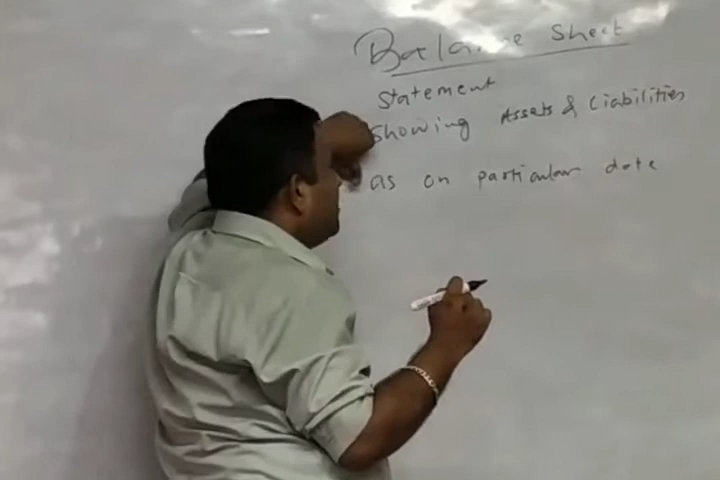 Balance Sheet
Statement
Showing Assets & Liabilities
as on particular date